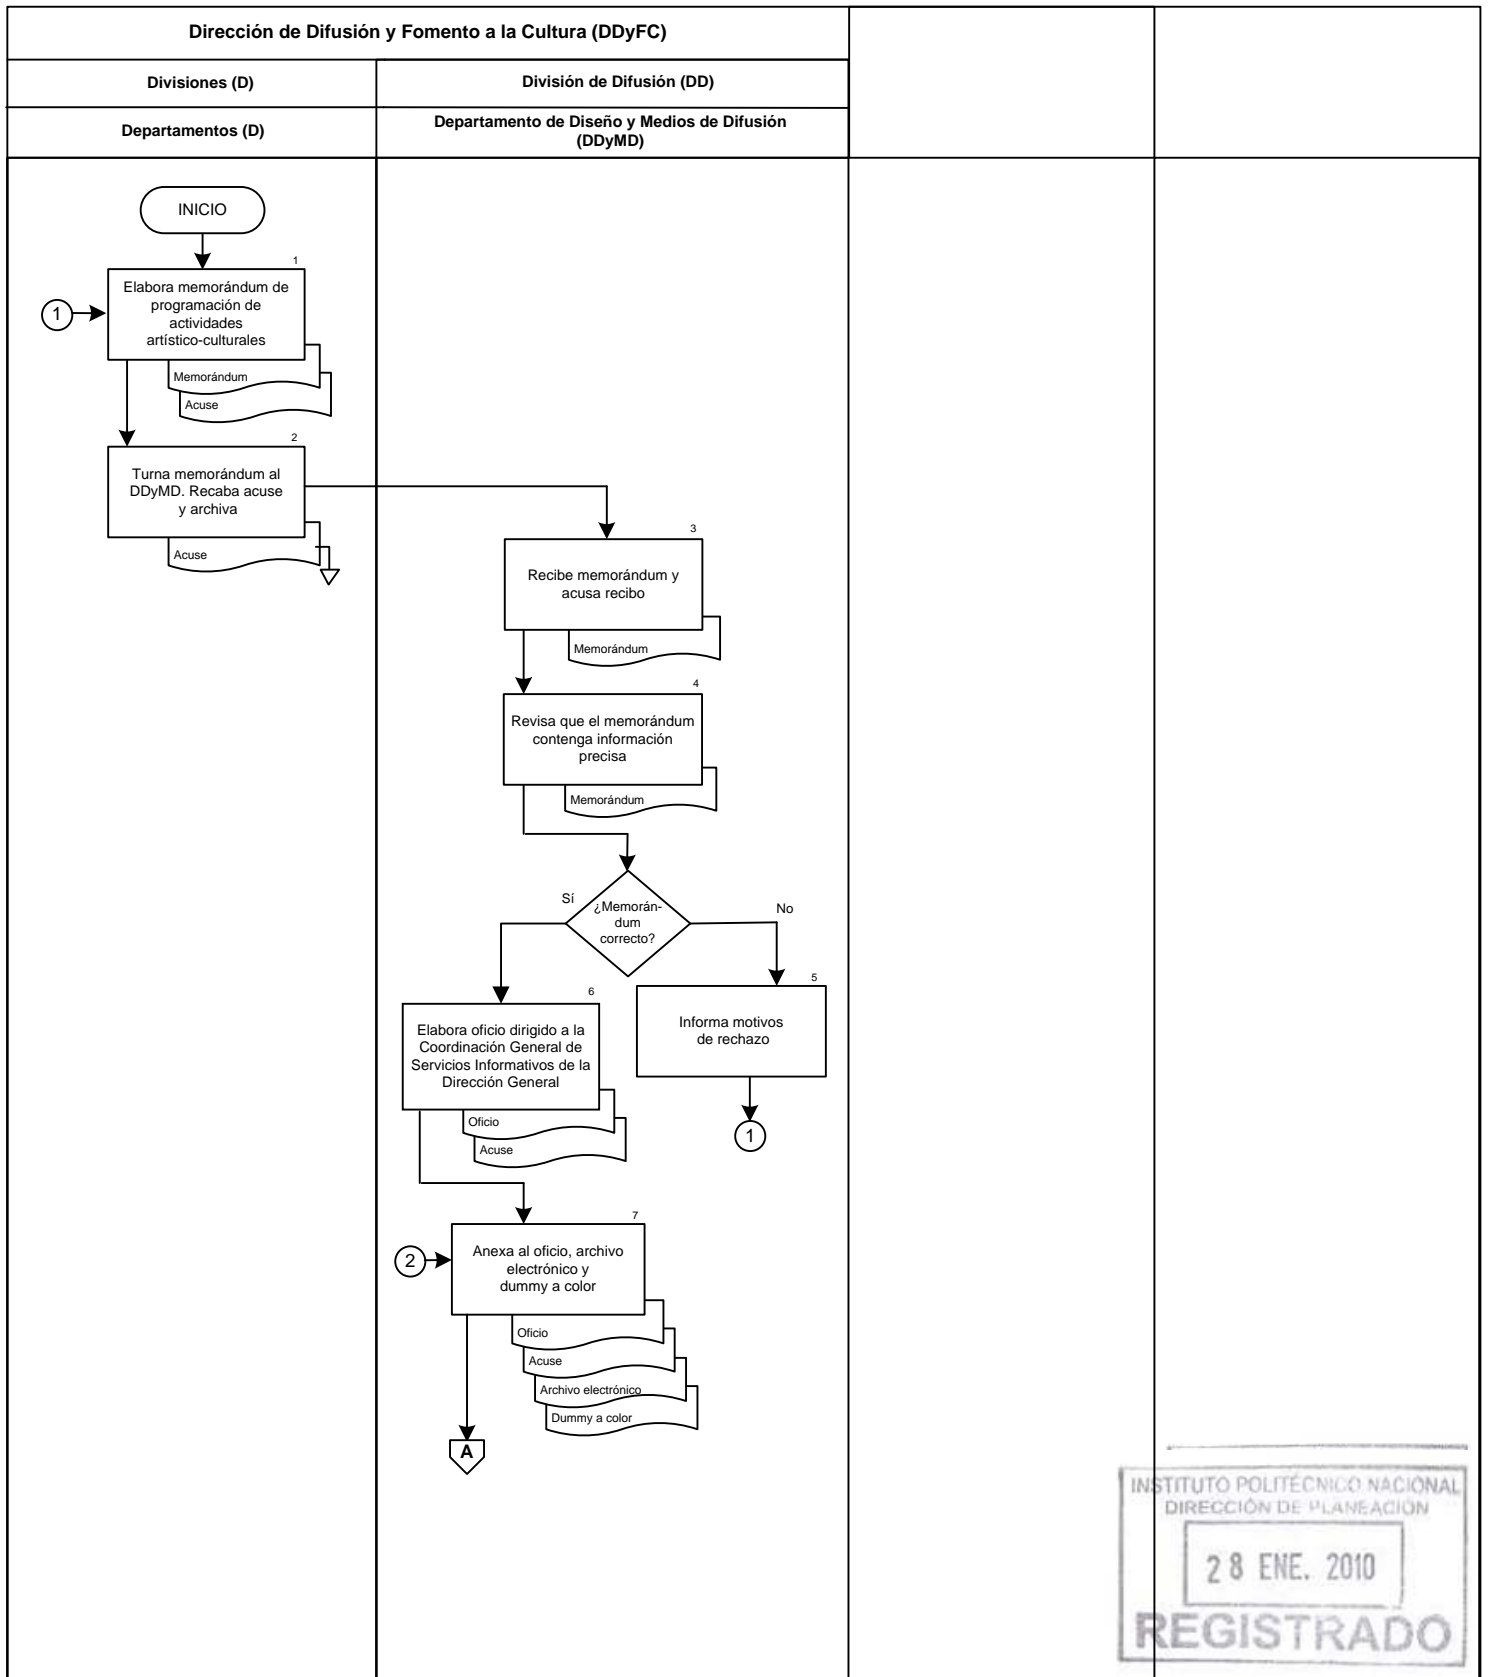 Dirección de Difusión y Fomento a la Cultura (DDyFC)
Divisiones (D)
División de Difusión (DD)
Departamentos (D)
Departamento de Diseño y Medios de Difusión
(DDyMD)
INICIO
1
Elabora memorándum de
programación de
actividades
artístico-culturales
1
Memorándum
Acuse
2
Turna memorándum al
DDyMD. Recaba acuse
y archiva
Acuse
3
Recibe memorándum y
acusa recibo
Memorándum
4
Revisa que el memorándum
contenga información
precisa
Memorándum
¿Memorán-
dum
correcto?
Sí
No
5
Informa motivos
de rechazo
1
6
Elabora oficio dirigido a la
Coordinación General de
Servicios Informativos de la
Dirección General
Oficio
Acuse
7
2
Anexa al oficio, archivo
electrónico y
dummy a color
Oficio
Acuse
Archivo electrónico
Dummy a color
A
INSTITUTO POLITÉCNICO NACIONAL
DIRECCIÓN DE PLANEACIÓN
28 ENE. 2010
REGISTRADO